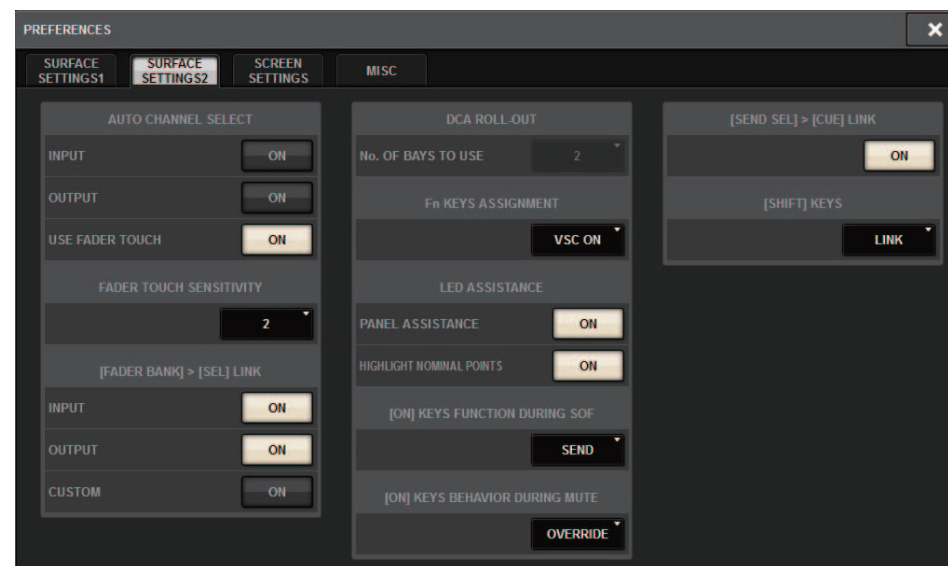 PREFERENCES
SURFACE
SETTINGS1
SURFACE
SETTINGS2
SCREEN
SETTINGS
MISC
AUTO CHANNEL SELECT
INPUT ON
OUTPUT ON
USE FADER TOUCH ON
FADER TOUCH SENSITIVITY
2
[FADER BANK] > [SEL] LINK
INPUT ON
OUTPUT ON
CUSTOM ON
DCA ROLL-OUT
No. OF BAYS TO USE 2
Fn KEYS ASSIGNMENT
VSC ON
LED ASSISTANCE
PANEL ASSISTANCE ON
HIGHLIGHT NOMINAL POINTS ON
[ON] KEYS FUNCTION DURING SOF
SEND
[ON] KEYS BEHAVIOR DURING MUTE
OVERRIDE
[SEND SEL] > [CUE] LINK
ON
[SHIFT] KEYS
LINK